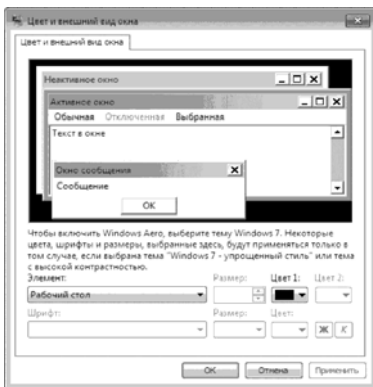 Цвет и внешний вид окна
Цвет и внешний вид окна
Неактивное окно
Активное окно
Обычная Отключенная Выбранная
Текст в окне
Окно сообщения
Сообщение
OK
Чтобы включить Windows Aero, выберите тему Windows 7. Некоторые
цвета, шрифты и размеры, выбранные здесь, будут применяться только в
том случае, если выбрана тема "Windows 7 - упрощенный стиль" или тема
с высокой контрастностью.
Элемент: Размер: Цвет 1: Цвет 2:
Рабочий стол
Шрифт: Размер: Цвет:
Ж К
OK Отмена Применить